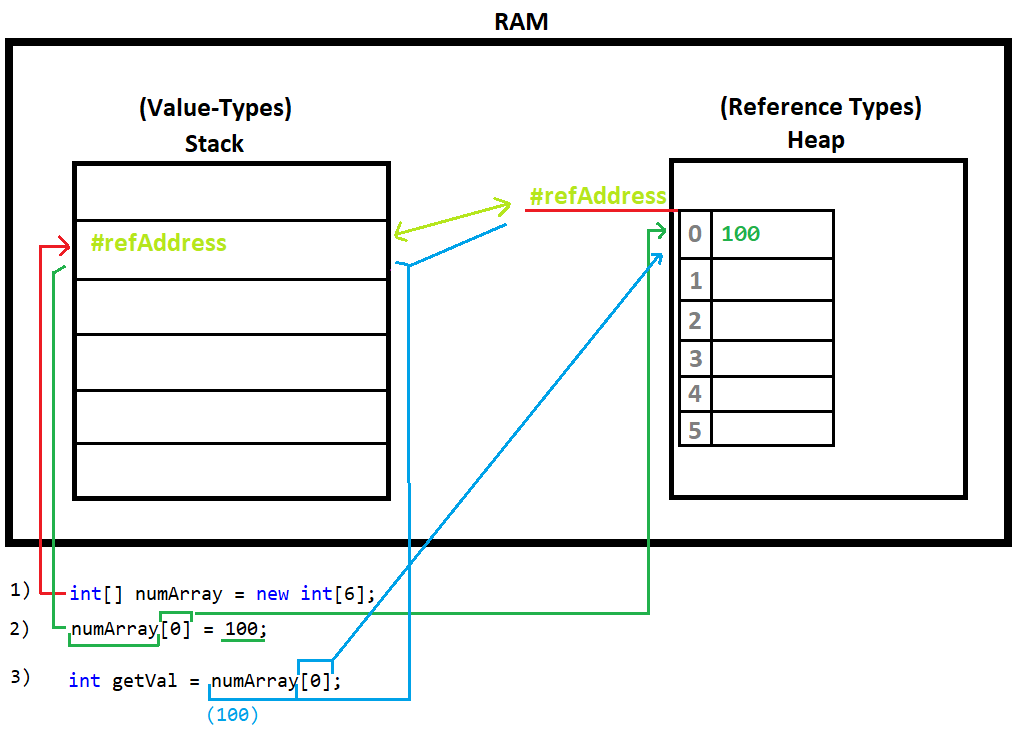 RAM
(Value-Types)
Stack
(Reference Types)
Heap
#refAddress
#refAddress
0 100
1
2
3
4
5
1) int[] numArray = new int[6];
2) numArray[0] = 100;
3) int getVal = numArray[0];
(100)